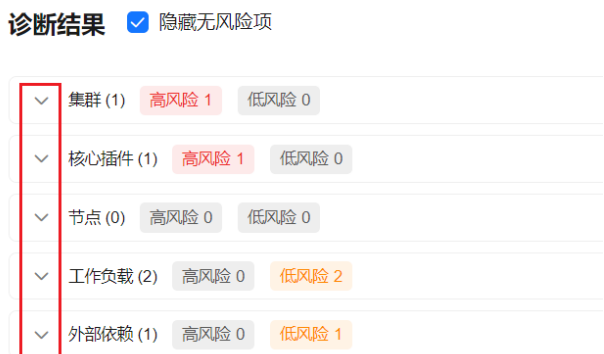 诊断结果 隐藏无风险项
集群 (1) 高风险 1 低风险 0
核心插件 (1) 高风险 1 低风险 0
节点 (0) 高风险 0 低风险 0
工作负载 (2) 高风险 0 低风险 2
外部依赖 (1) 高风险 0 低风险 1